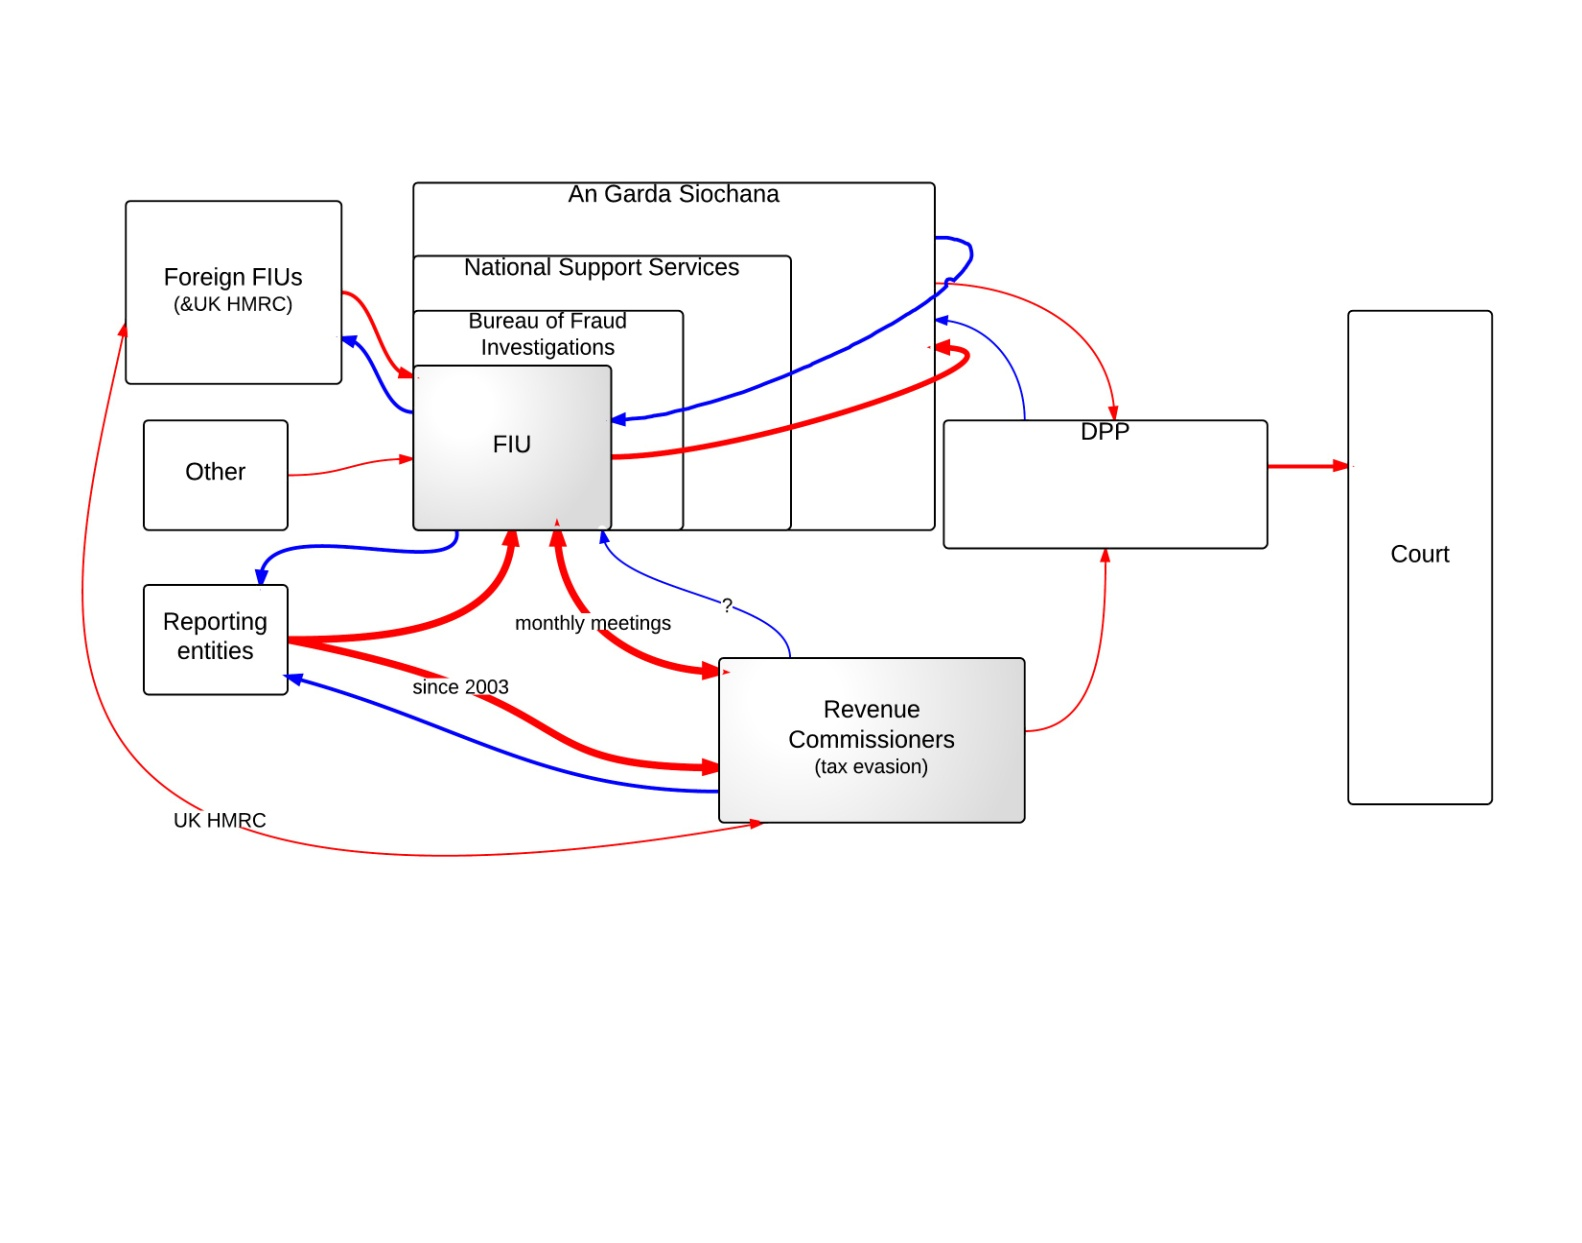 An Garda Siochana
Foreign FIUs
(&UK HMRC)
National Support Services
Bureau of Fraud
Investigations
FIU
Other
DPP
Court
Reporting
entities
monthly meetings
?
since 2003
Revenue
Commissioners
(tax evasion)
UK HMRC